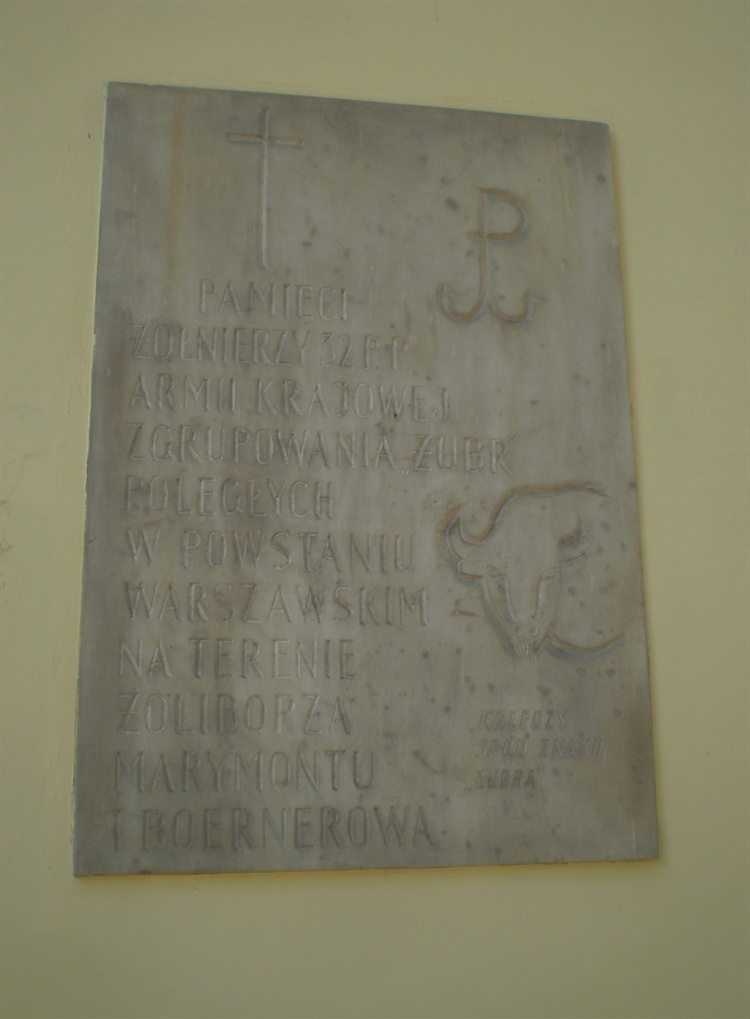 PAMIĘCI
ŻOŁNIERZY 32 P.P.
ARMII KRAJOWEJ
ZGRUPOWANIA „ŻUBR”
POLEGŁYCH
W POWSTANIU
WARSZAWSKIM
NA TERENIE
ŻOLIBORZA
MARYMONTU
I BOERNEROWA
KOLEDZY
SPOD ZNAKU
ŻUBRA